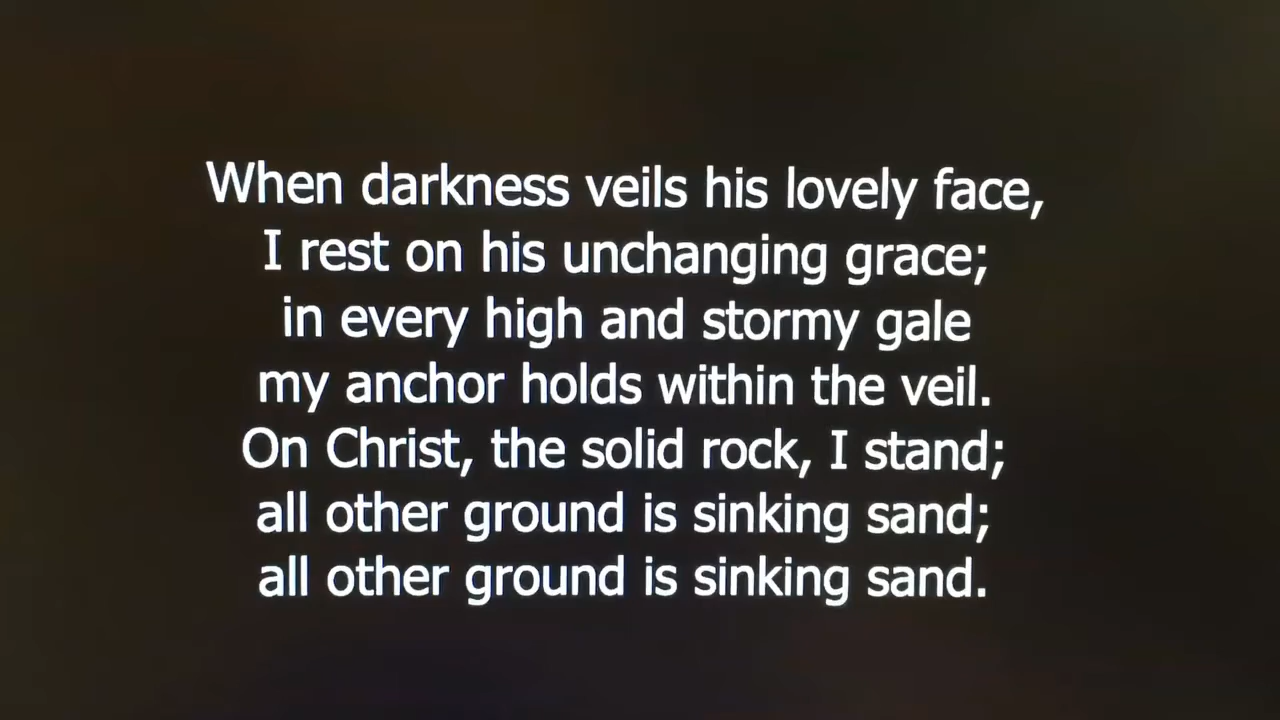 When darkness veils his lovely face,
I rest on his unchanging grace;
in every high and stormy gale
my anchor holds within the veil.
On Christ, the solid rock, I stand;
all other ground is sinking sand;
all other ground is sinking sand.